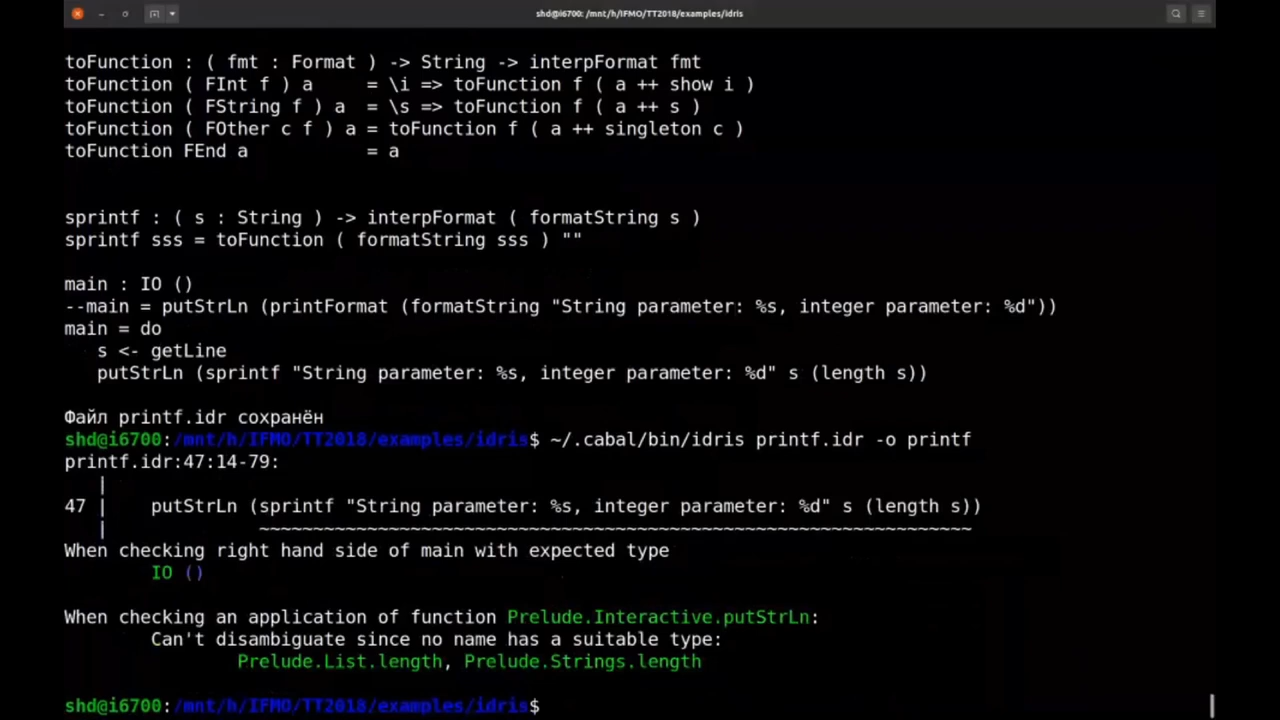 shd@i6700: /mnt/h/IFMO/TT2018/examples/idris
toFunction : ( fmt : Format ) -> String -> interpFormat fmt
toFunction ( FInt f ) a     = \i => toFunction f ( a ++ show i )
toFunction ( FString f ) a  = \s => toFunction f ( a ++ s )
toFunction ( FOther c f ) a = toFunction f ( a ++ singleton c )
toFunction FEnd a           = a
sprintf : ( s : String ) -> interpFormat ( formatString s )
sprintf sss = toFunction ( formatString sss ) ""
main : IO ()
--main = putStrLn (printFormat (formatString "String parameter: %s, integer parameter: %d"))
main = do
   s <- getLine
   putStrLn (sprintf "String parameter: %s, integer parameter: %d" s (length s))
Файл printf.idr сохранён
shd@i6700:/mnt/h/IFMO/TT2018/examples/idris$ ~/.cabal/bin/idris printf.idr -o printf
printf.idr:47:14-79:
   |
47 |    putStrLn (sprintf "String parameter: %s, integer parameter: %d" s (length s))
   |              ~~~~~~~~~~~~~~~~~~~~~~~~~~~~~~~~~~~~~~~~~~~~~~~~~~~~~~~~~~~~~~~~~~
When checking right hand side of main with expected type
        IO ()
When checking an application of function Prelude.Interactive.putStrLn:
        Can't disambiguate since no name has a suitable type:
                Prelude.List.length, Prelude.Strings.length
shd@i6700:/mnt/h/IFMO/TT2018/examples/idris$